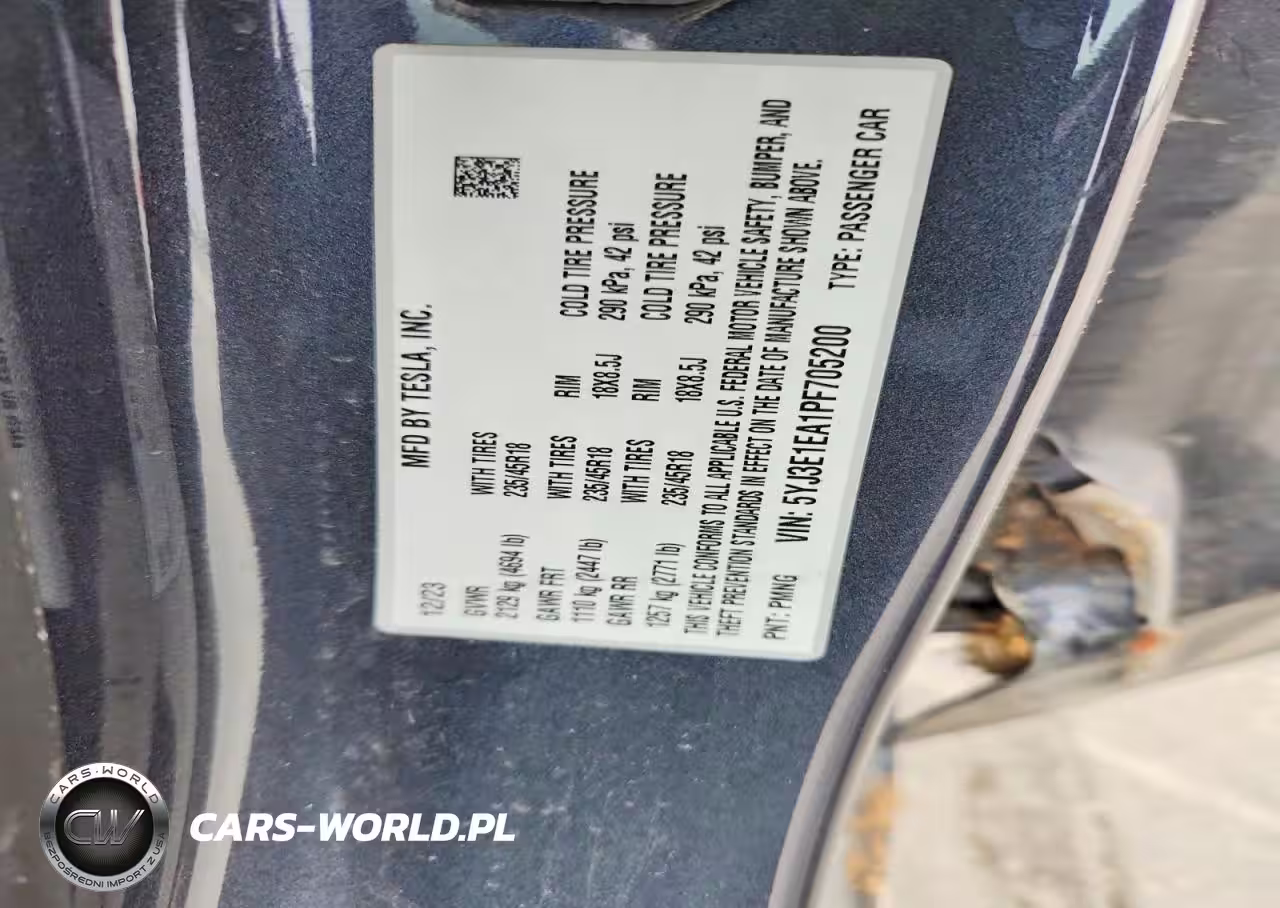 MFD BY TESLA, INC.
12/23
GVWR WITH TIRES
2129 kg (4694 lb) 235/45R18
GAWR FRT WITH TIRES RIM COLD TIRE PRESSURE
1110 kg (2447 lb) 235/45R18 18X8.5J 290 kPa, 42 psi
GAWR RR WITH TIRES RIM COLD TIRE PRESSURE
1257 kg (2771 lb) 235/45R18 18X8.5J 290 kPa, 42 psi
THIS VEHICLE CONFORMS TO ALL APPLICABLE U.S. FEDERAL MOTOR VEHICLE SAFETY, BUMPER, AND
THEFT PREVENTION STANDARDS IN EFFECT ON THE DATE OF MANUFACTURE SHOWN ABOVE.
PNT: PMNG VIN: 5YJ3E1EA1PF705200 TYPE: PASSENGER CAR
CARS-WORLD
CW
BEZPOŚREDNI IMPORT Z USA
CARS-WORLD.PL